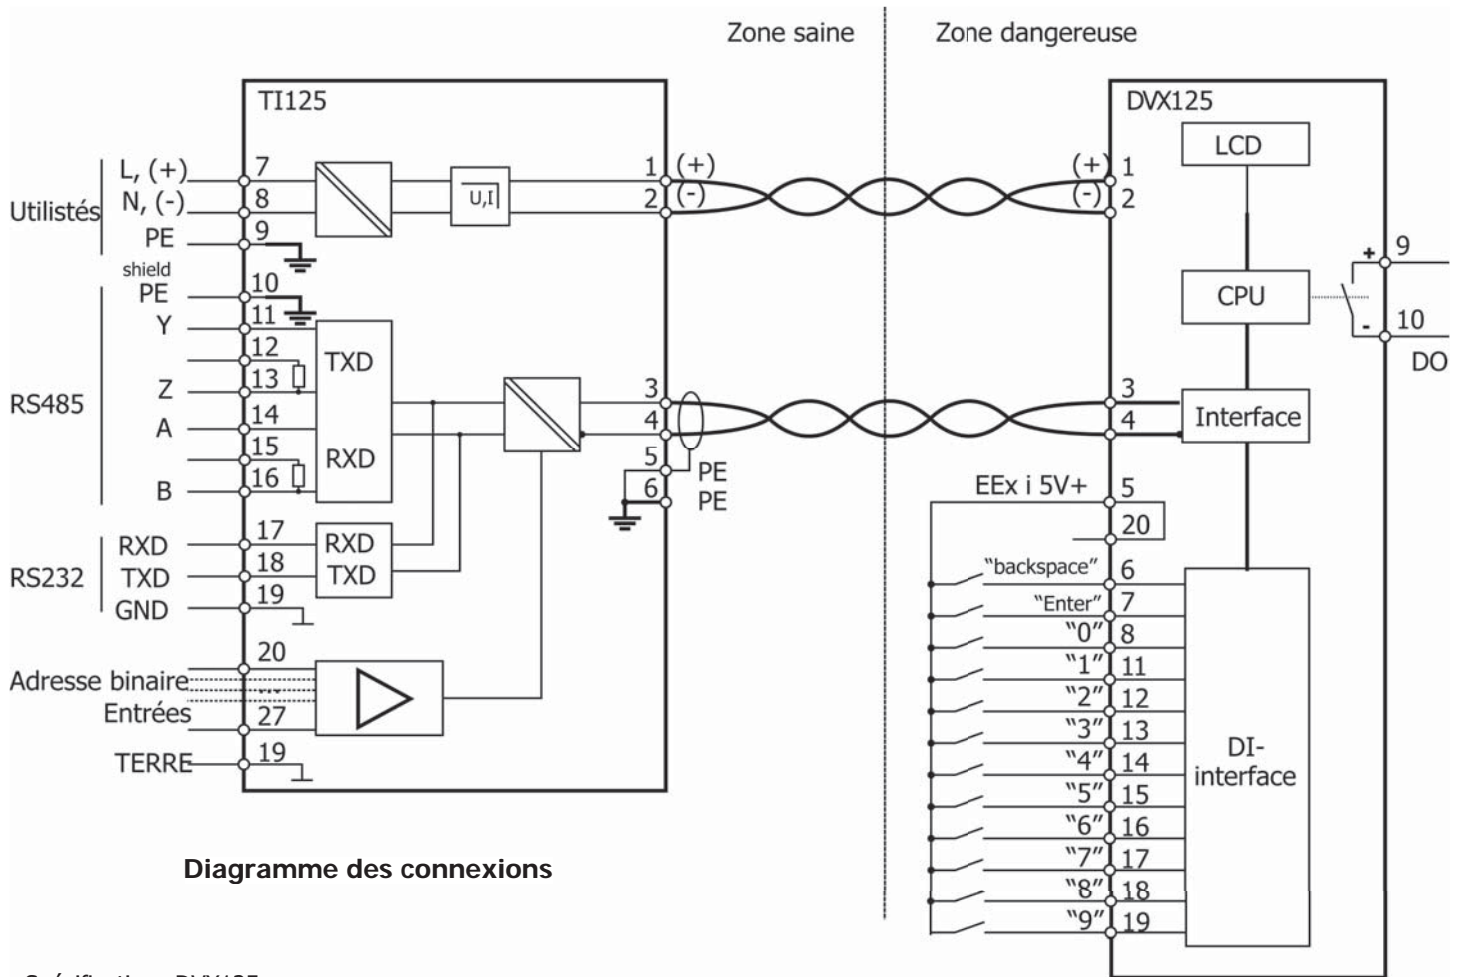 Zone saine
Zone dangereuse
TI125
Utilistés
L, (+)
N, (-)
PE
7
8
9
U,I
1 (+)
2 (-)
RS485
shield
PE
Y
Z
A
B
10
11
12
13
14
15
16
TXD
RXD
3
4
5
6
PE
PE
RS232
RXD
TXD
GND
17
18
19
RXD
TXD
Adresse binaire
Entrées
20
...
27
TERRE
19
Diagramme des connexions
DVX125
LCD
(+) 1
(-) 2
CPU
+
-
9
10
DO
3
4
Interface
EEx i 5V+ 5
20
"backspace" 6
"Enter" 7
"0" 8
"1" 11
"2" 12
"3" 13
"4" 14
"5" 15
"6" 16
"7" 17
"8" 18
"9" 19
DI-
interface